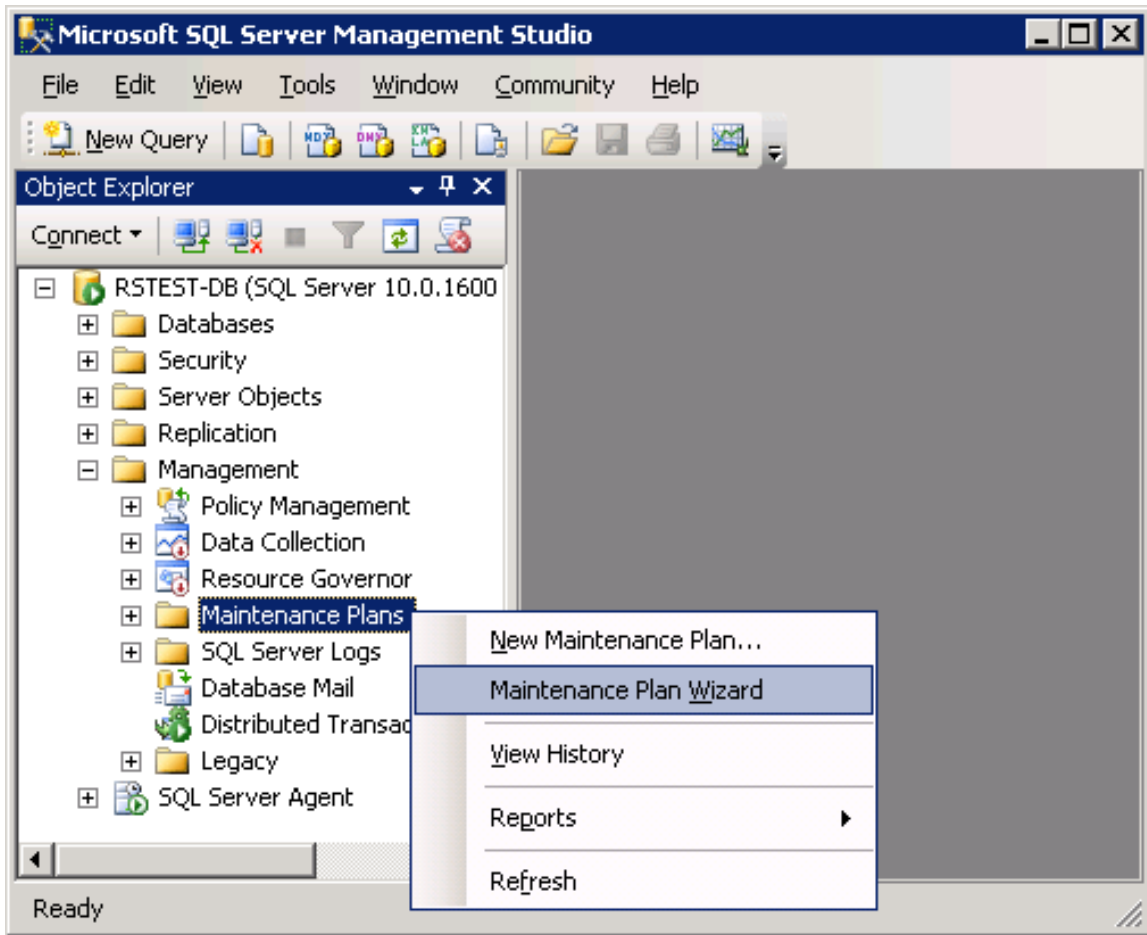 Microsoft SQL Server Management Studio
File Edit View Tools Window Community Help
New Query
Object Explorer
Connect
RSTEST-DB (SQL Server 10.0.1600
Databases
Security
Server Objects
Replication
Management
Policy Management
Data Collection
Resource Governor
Maintenance Plans
SQL Server Logs
Database Mail
Distributed Transac
Legacy
SQL Server Agent
New Maintenance Plan...
Maintenance Plan Wizard
View History
Reports
Refresh
Ready